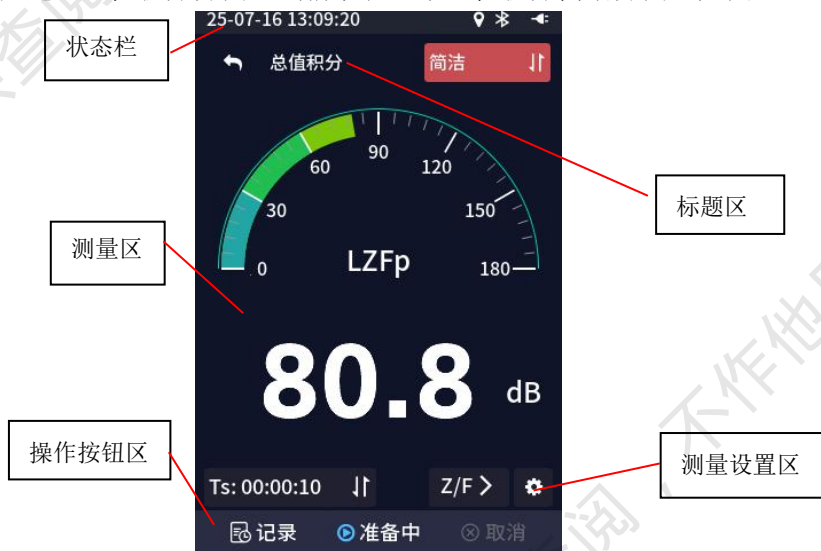 25-07-16 13:09:20
状态栏
总值积分
简洁
90
60
120
30
150
标题区
测量区
0
LZFp
180
80.8
dB
操作按钮区
测量设置区
Ts: 00:00:10
Z/F
记录
准备中
取消